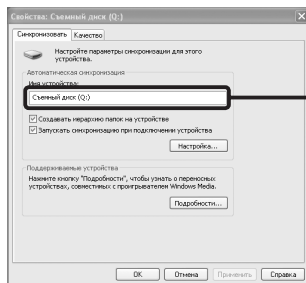 Свойства: Съемный диск (Q:)
Синхронизовать Качество
Настройте параметры синхронизации для этого
устройства.
Автоматическая синхронизация
Имя устройства:
Съемный диск (Q:)
Создавать иерархию папок на устройстве
Запускать синхронизацию при подключении устройства
Настройка...
Поддерживаемые устройства
Нажмите кнопку "Подробности", чтобы узнать о переносных
устройствах, совместимых с проигрывателем Windows Media.
Подробности...
ОК Отмена Применить Справка